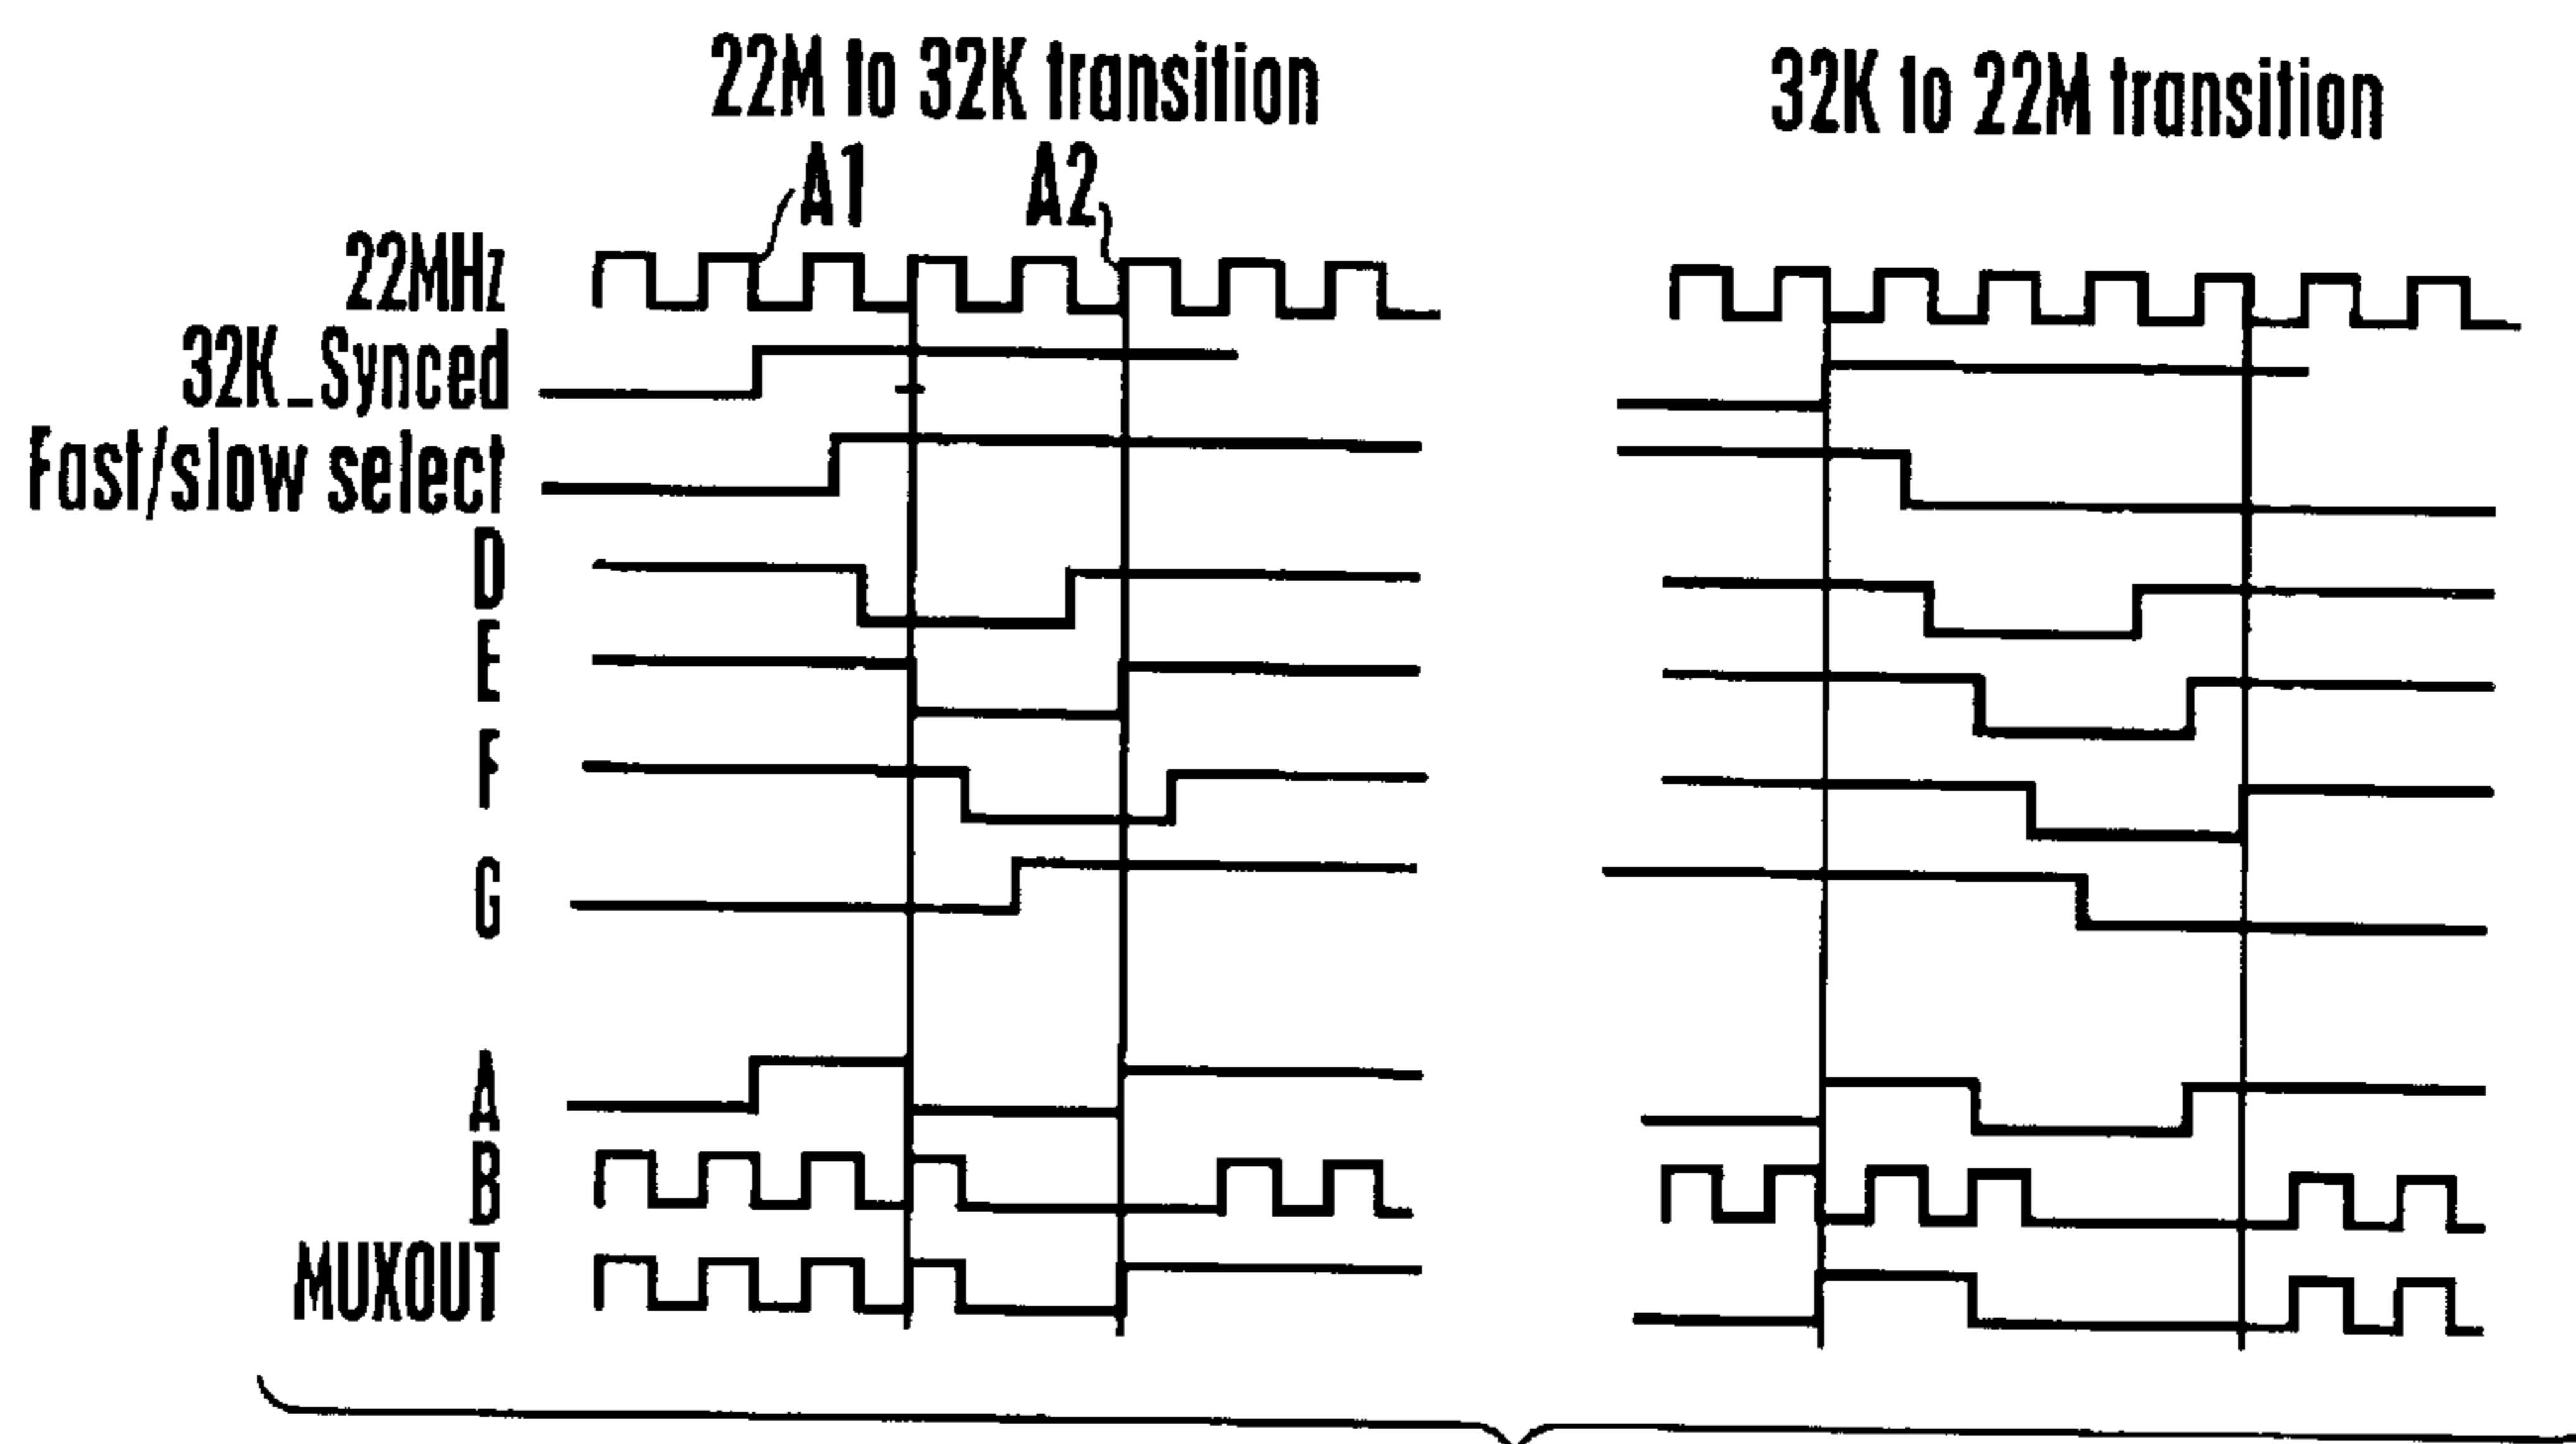 22M to 32K transition
32K to 22M transition
A1
A2
22MHz
32K_Synced
Fast/slow select
D
E
F
G
A
B
MUXOUT